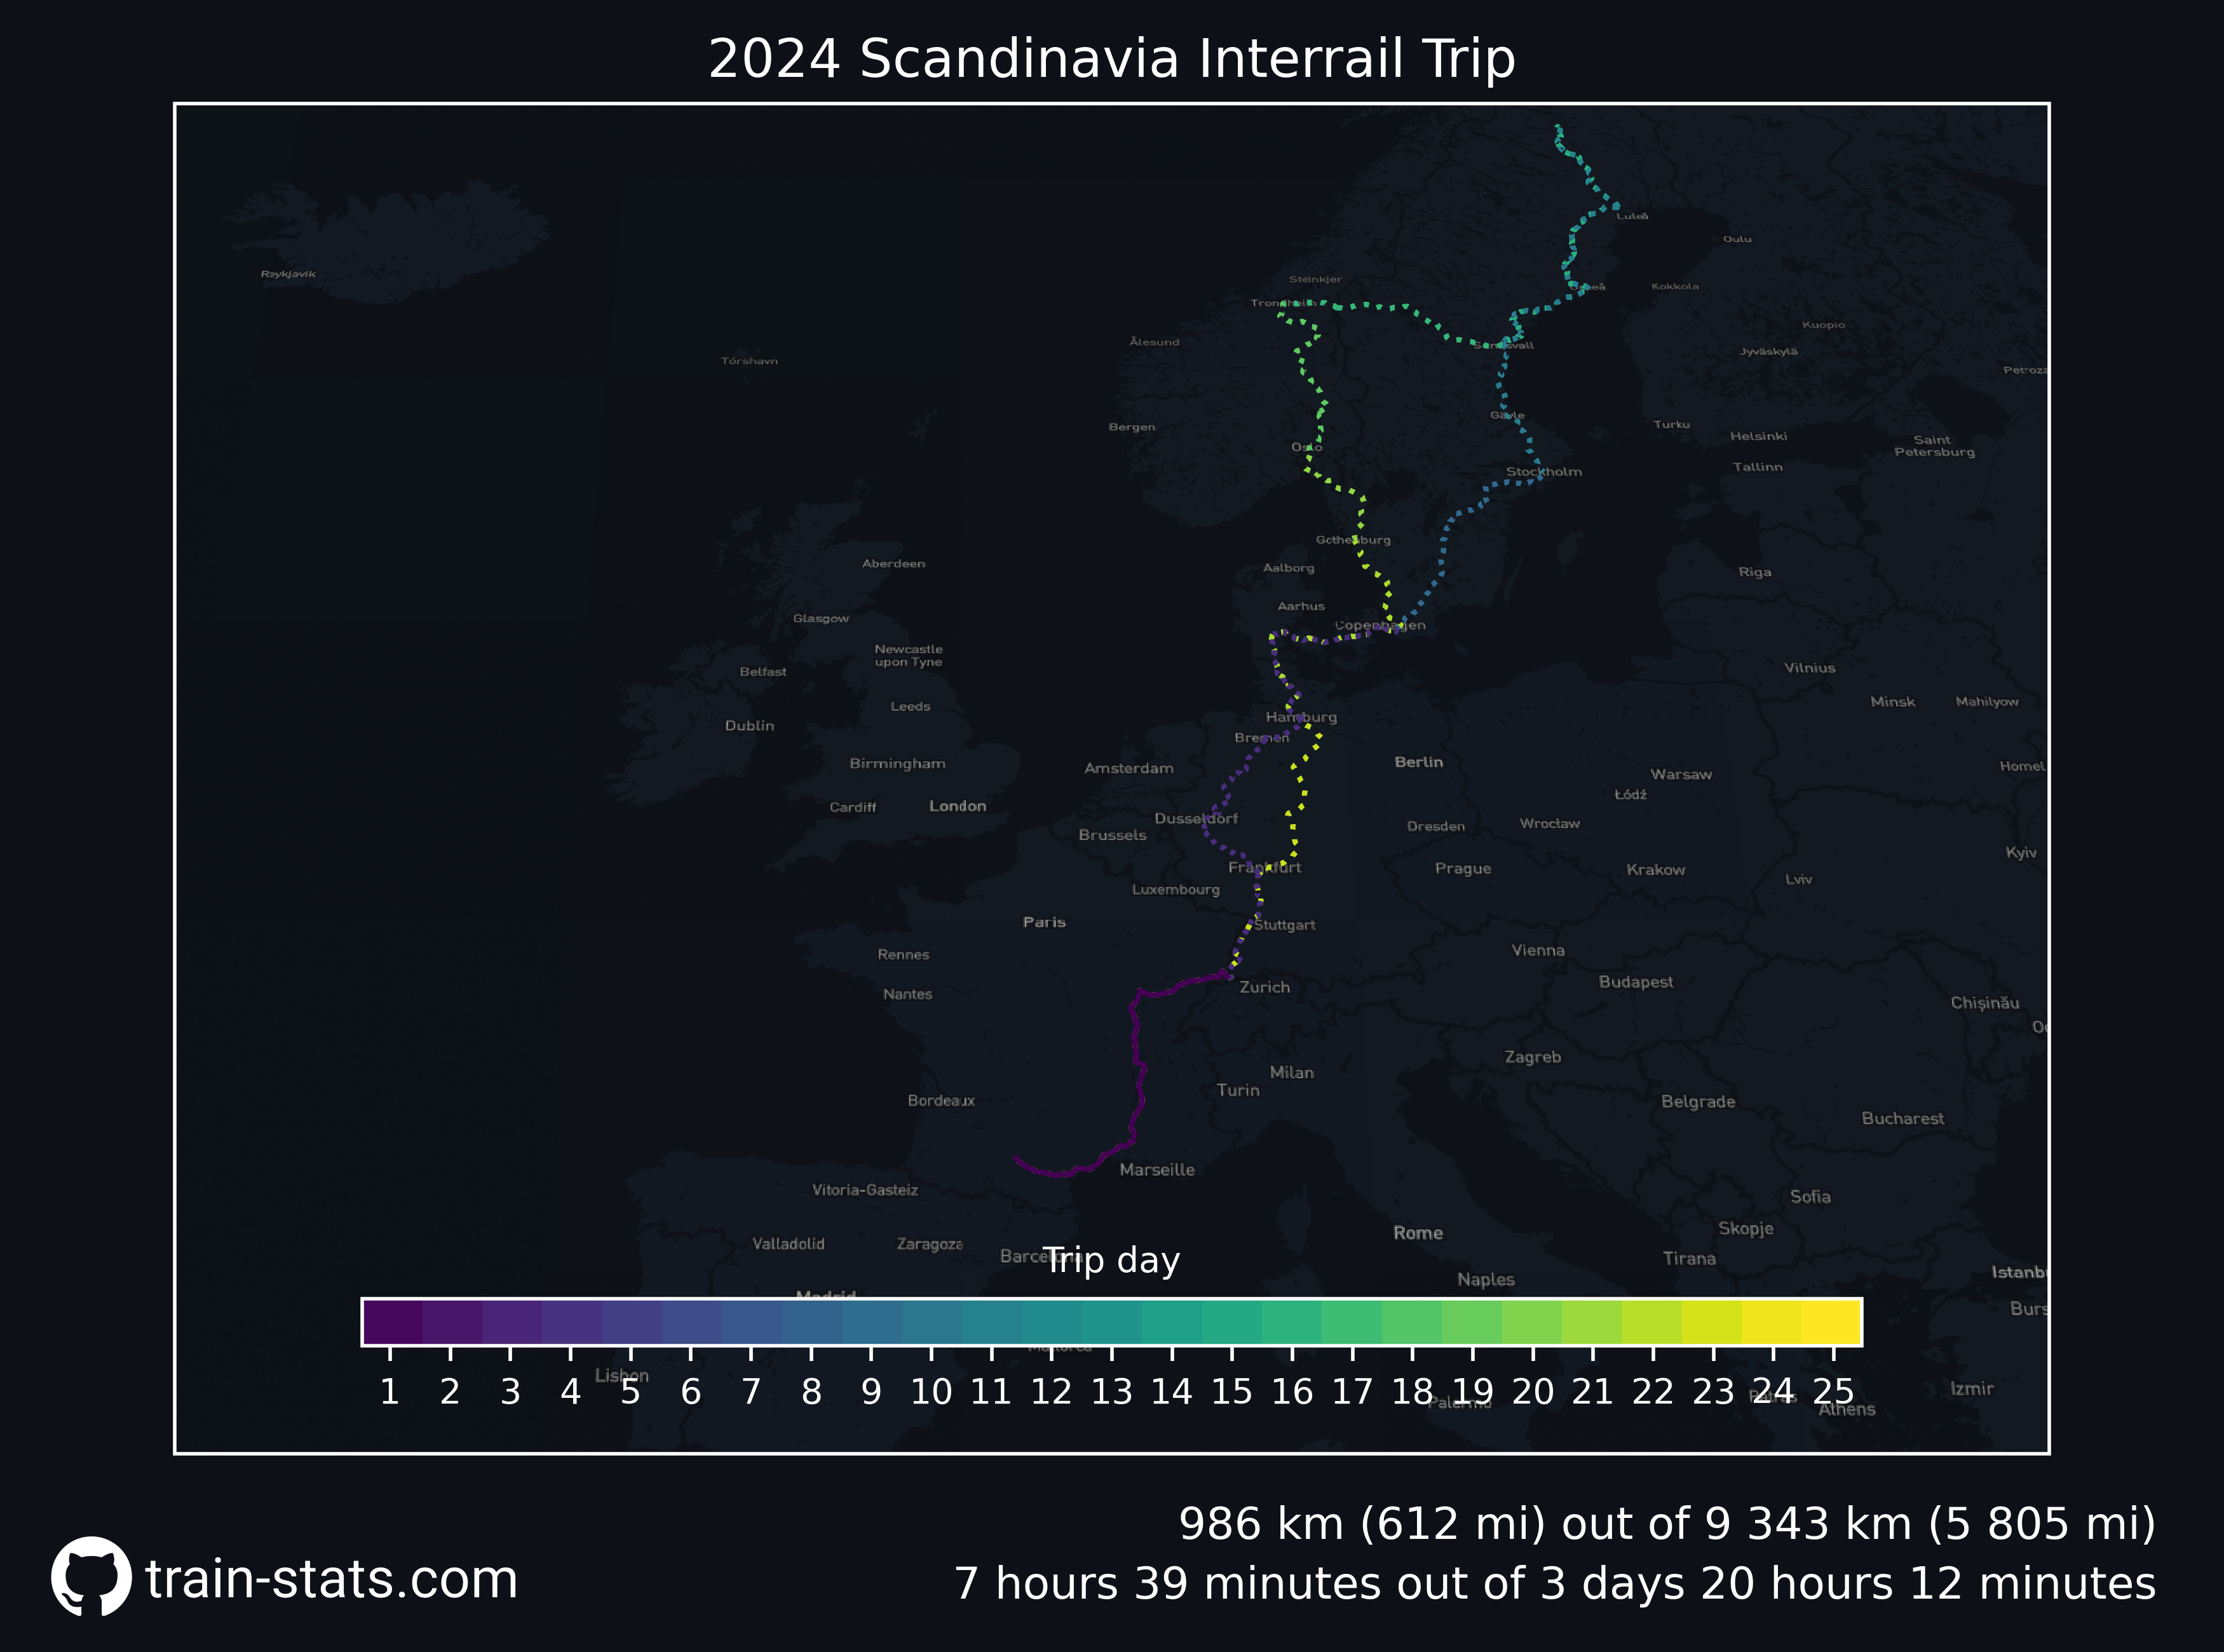 2024 Scandinavia Interrail Trip
Luleå
Oulu
Reykjavik
Steinkjer
Kokkola
Trondheim
Kuopio
Ålesund
Sundsvall
Jyväskylä
Tórshavn
Bergen
Gävle
Turku
Helsinki
Saint
Petersburg
Oslo
Stockholm
Tallinn
Gothenburg
Aberdeen
Aalborg
Riga
Aarhus
Glasgow
Copenhagen
Newcastle
upon Tyne
Belfast
Vilnius
Leeds
Minsk
Mahilyow
Dublin
Hamburg
Bremen
Birmingham
Amsterdam
Berlin
Warsaw
Homel
Łódź
Cardiff
London
Dusseldorf
Brussels
Dresden
Wrocław
Kyiv
Frankfurt
Prague
Krakow
Lviv
Luxembourg
Paris
Stuttgart
Rennes
Vienna
Nantes
Zurich
Budapest
Chișinău
Zagreb
Milan
Turin
Bordeaux
Belgrade
Bucharest
Marseille
Vitoria-Gasteiz
Sofia
Skopje
Valladolid
Zaragoza
Barcelona
Rome
Tirana
Naples
Trip day
Madrid
Mallorca
Lisbon
Palermo
Izmir
Athens
1 2 3 4 5 6 7 8 9 10 11 12 13 14 15 16 17 18 19 20 21 22 23 24 25
986 km (612 mi) out of 9 343 km (5 805 mi)
train-stats.com
7 hours 39 minutes out of 3 days 20 hours 12 minutes